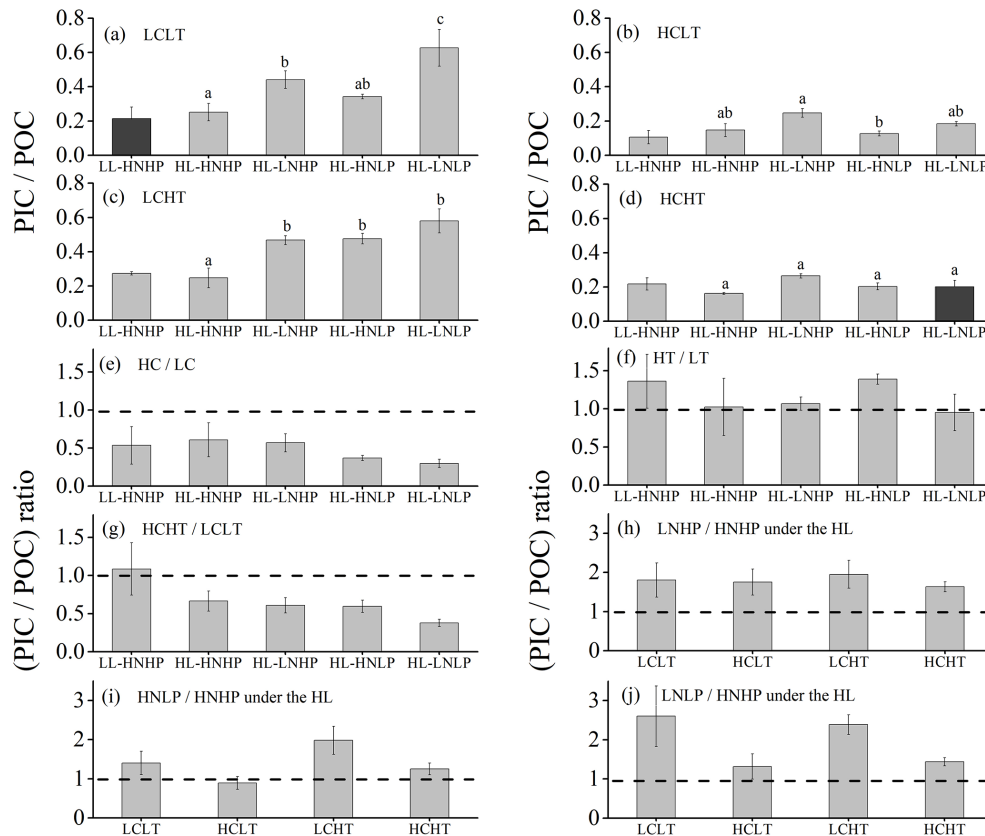 (a) LCLT
0.8
0.6
0.4
0.2
0.0
a
b
ab
c
LL-HNHP HL-HNHP HL-LNHP HL-HNLP HL-LNLP
PIC / POC
(b) HCLT
0.8
0.6
0.4
0.2
0.0
ab
a
b
ab
LL-HNHP HL-HNHP HL-LNHP HL-HNLP HL-LNLP
PIC / POC
(c) LCHT
0.8
0.6
0.4
0.2
0.0
a
b
b
b
LL-HNHP HL-HNHP HL-LNHP HL-HNLP HL-LNLP
(d) HCHT
0.8
0.6
0.4
0.2
0.0
a
a
a
a
LL-HNHP HL-HNHP HL-LNHP HL-HNLP HL-LNLP
(e) HC / LC
1.5
1.0
0.5
0.0
LL-HNHP HL-HNHP HL-LNHP HL-HNLP HL-LNLP
(PIC / POC) ratio
(f) HT / LT
1.5
1.0
0.5
0.0
LL-HNHP HL-HNHP HL-LNHP HL-HNLP HL-LNLP
(PIC / POC) ratio
(g) HCHT / LCLT
1.5
1.0
0.5
0.0
LL-HNHP HL-HNHP HL-LNHP HL-HNLP HL-LNLP
(h) LNHP / HNHP under the HL
3
2
1
0
LCLT HCLT LCHT HCHT
(i) HNLP / HNHP under the HL
3
2
1
0
LCLT HCLT LCHT HCHT
(j) LNLP / HNHP under the HL
3
2
1
0
LCLT HCLT LCHT HCHT